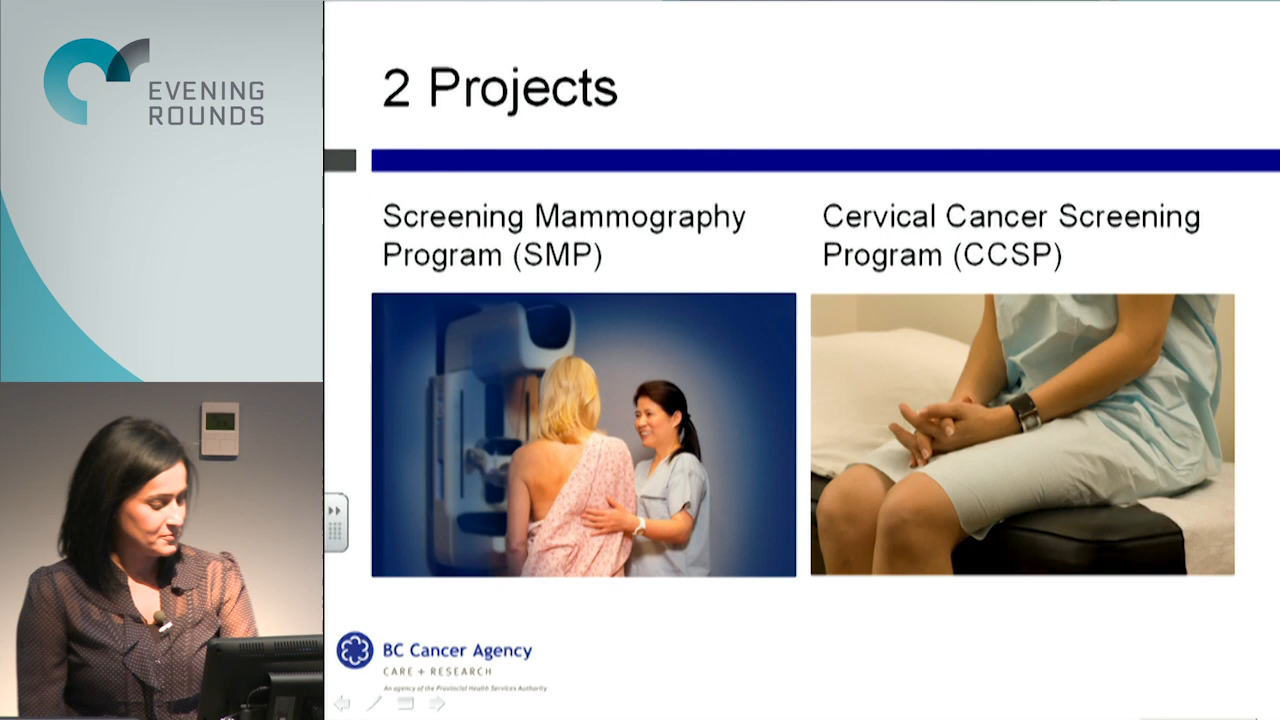 EVENING
ROUNDS
2 Projects
Screening Mammography
Program (SMP)
Cervical Cancer Screening
Program (CCSP)
BC Cancer Agency
CARE + RESEARCH
An agency of the Provincial Health Services Authority